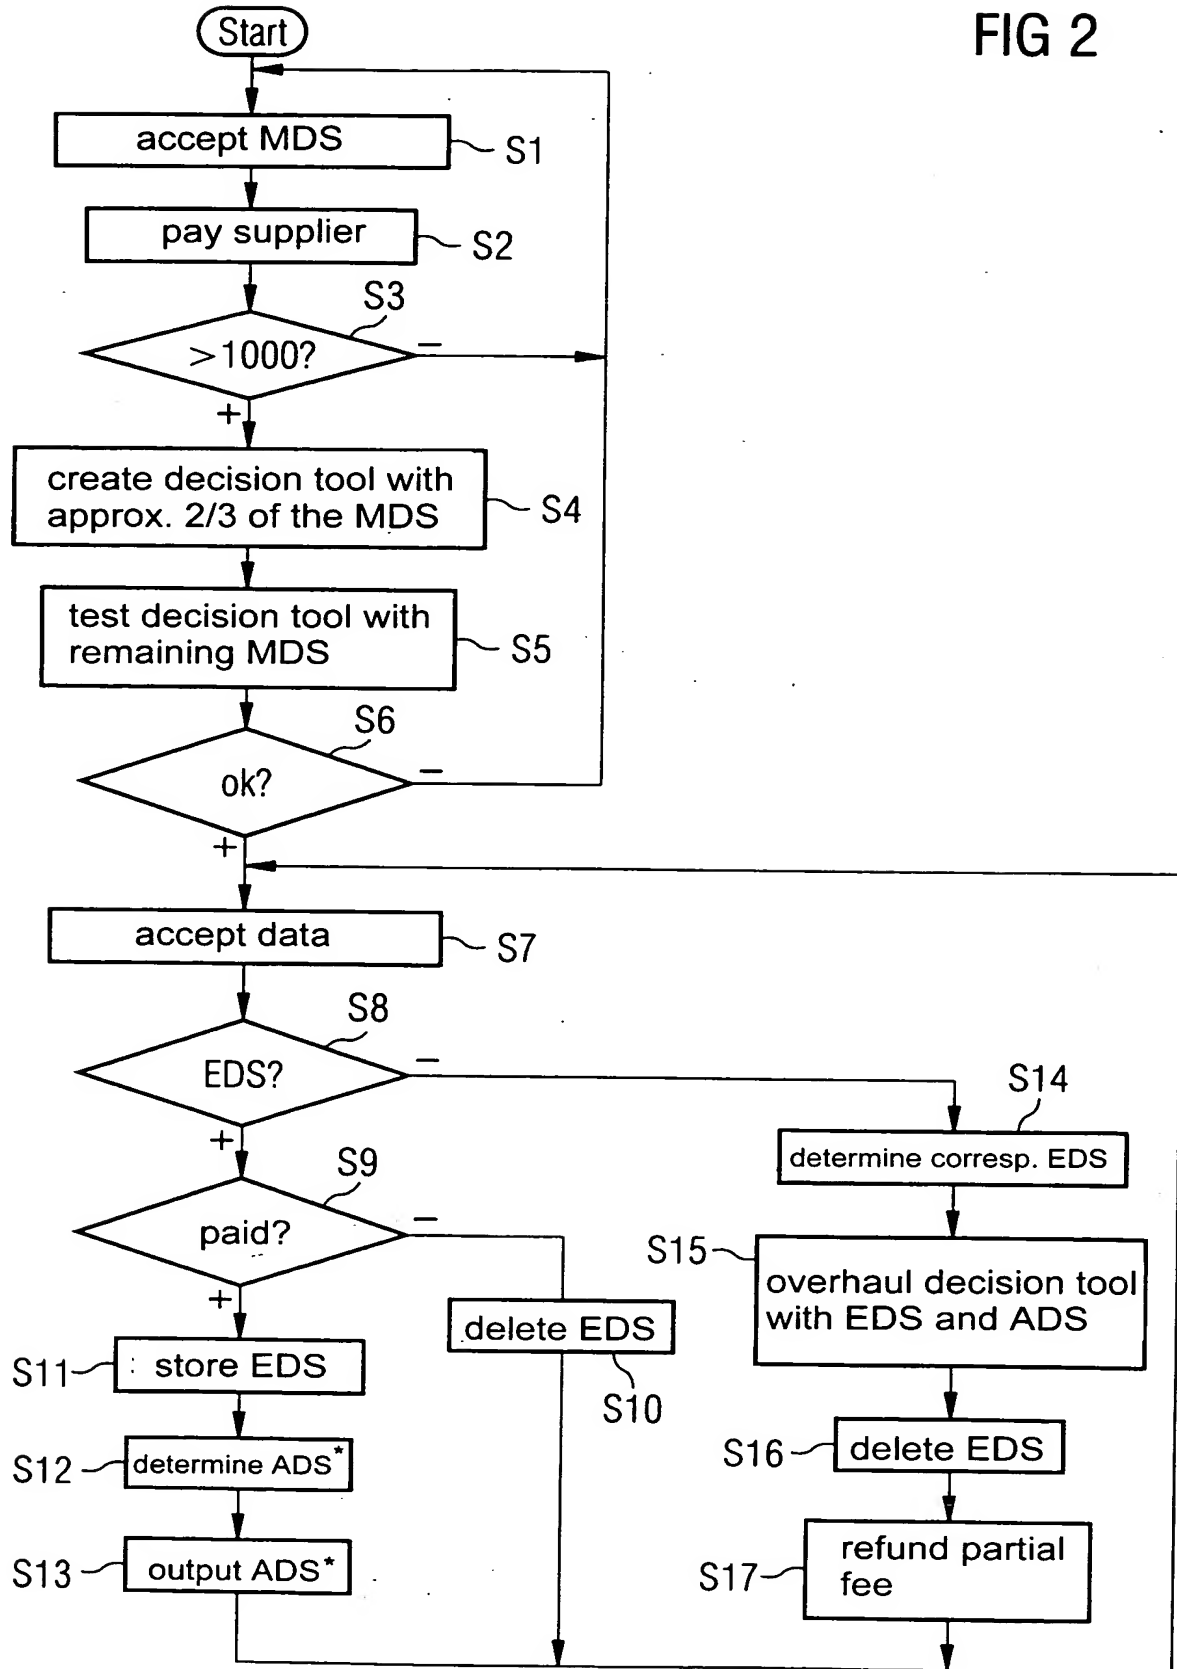 FIG 2
Start
accept MDS
S1
pay supplier
S2
S3
>1000?
−
+
create decision tool with
approx. 2/3 of the MDS
S4
test decision tool with
remaining MDS
S5
S6
ok?
−
+
accept data
S7
S8
EDS?
−
+
S14
determine corresp. EDS
S9
paid?
−
+
S15
overhaul decision tool
with EDS and ADS
delete EDS
S10
S11
store EDS
S16
delete EDS
S12
determine ADS*
S17
refund partial
fee
S13
output ADS*